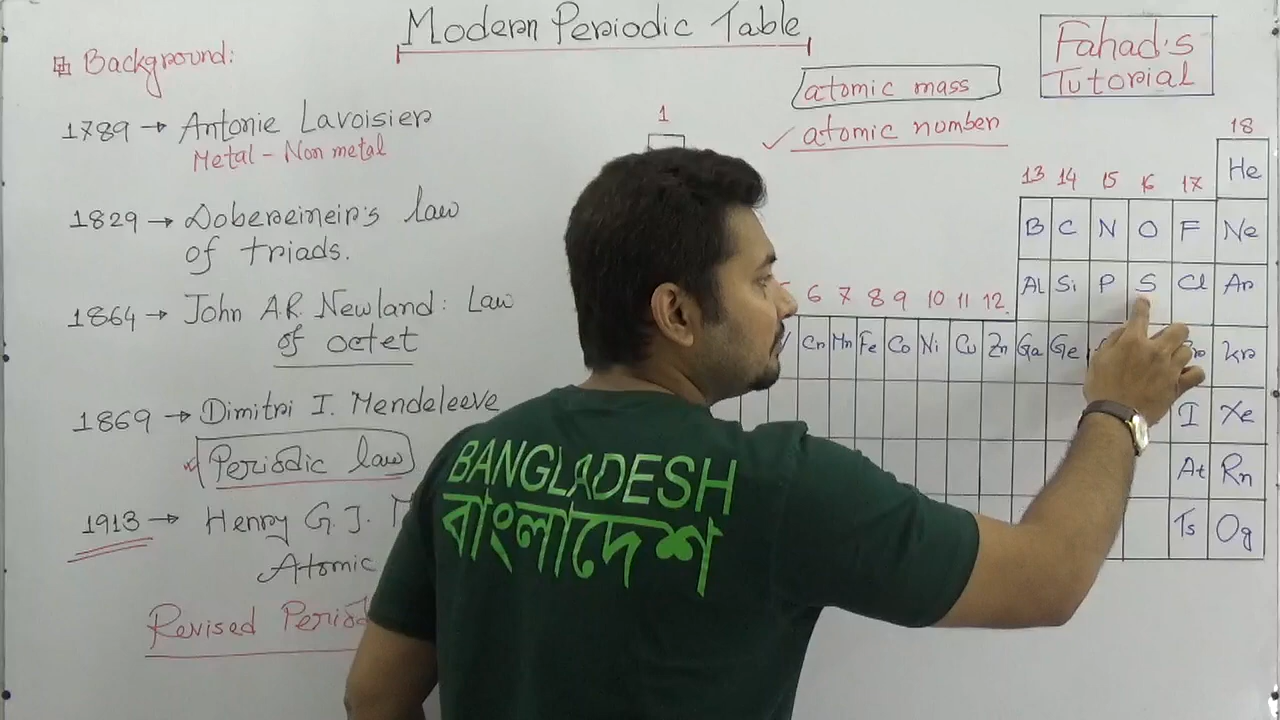 Modern Periodic Table
Fahad's
Tutorial
Background:
1789 → Antonie Lavoisier
Metal - Non metal
1829 → Dobereineir's law
of triads.
1864 → John A.R. Newland: Law
of octet
1869 → Dimitri I. Mendeleeve
Periodic law
1913 → Henry G. J.
Atomic
Revised
atomic mass
✓ atomic number
1
18
He
13 14 15 16 17
B C N O F Ne
Al Si P S Cl Ar
6 7 8 9 10 11 12
Cr Mn Fe Co Ni Cu Zn Ga Ge Kr
I Xe
At Rn
Ts Og
BANGLADESH
বাংলাদেশ